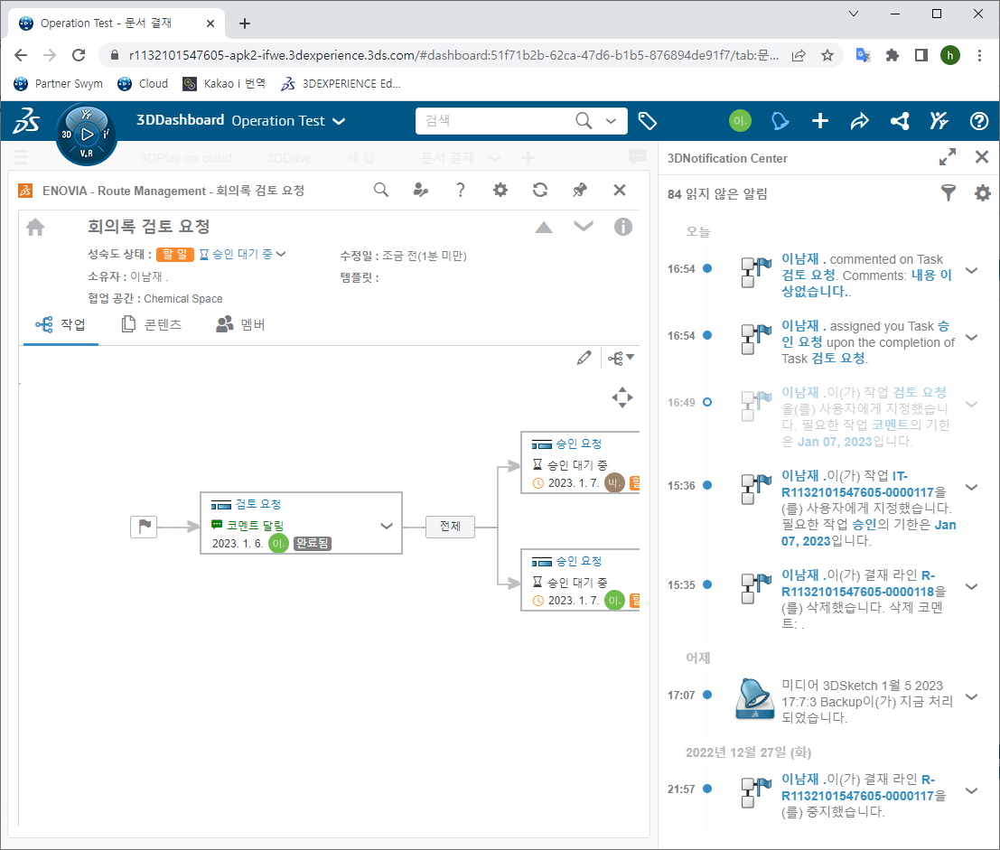 Operation Test - 문서 결재
r1132101547605-apk2-ifwe.3dexperience.3ds.com/#dashboard:51f71b2b-62ca-47d6-b1b5-876894de91f7/tab:문...
h
Partner Swym
Cloud
Kakao i 번역
3DEXPERIENCE Ed...
3DDashboard Operation Test
검색
이.
3D
V.R
3DPlay on cloud
3DDrive
새 탭
문서 결재
ENOVIA - Route Management - 회의록 검토 요청
회의록 검토 요청
성숙도 상태 : 할 일 승인 대기 중
수정일 : 조금 전(1분 미만)
소유자 : 이남재 .
템플릿 :
협업 공간 : Chemical Space
작업
콘텐츠
멤버
승인 요청
승인 대기 중
2023. 1. 7. 박. 할
검토 요청
코멘트 달림
2023. 1. 6. 이. 완료됨
전체
승인 요청
승인 대기 중
2023. 1. 7. 이. 할
3DNotification Center
84 읽지 않은 알림
오늘
16:54
이남재 . commented on Task
검토 요청. Comments: 내용 이
상없습니다..
16:54
이남재 . assigned you Task 승
인 요청 upon the completion of
Task 검토 요청.
16:49
이남재 .이(가) 작업 검토 요청
을(를) 사용자에게 지정했습니
다. 필요한 작업 코멘트의 기한
은 Jan 07, 2023입니다.
15:36
이남재 .이(가) 작업 IT-
R1132101547605-0000117을
(를) 사용자에게 지정했습니다.
필요한 작업 승인의 기한은 Jan
07, 2023입니다.
15:35
이남재 .이(가) 결재 라인 R-
R1132101547605-0000118을
(를) 삭제했습니다. 삭제 코멘
트: .
어제
17:07
미디어 3DSketch 1월 5 2023
17:7:3 Backup이(가) 지금 처리
되었습니다.
2022년 12월 27일 (화)
21:57
이남재 .이(가) 결재 라인 R-
R1132101547605-0000117을
(를) 중지했습니다.